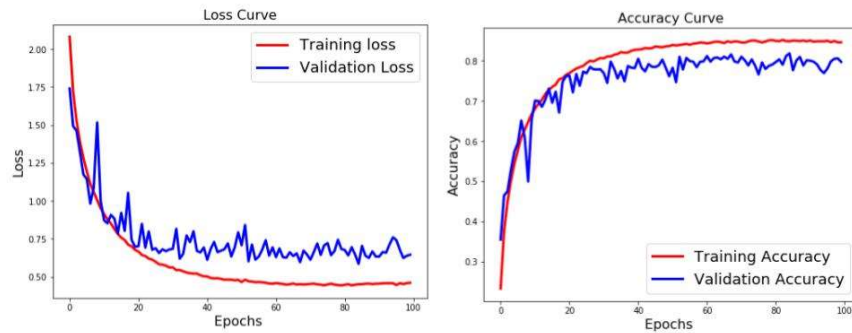 Loss Curve
2.00
1.75
1.50
1.25
1.00
0.75
0.50
Loss
Training loss
Validation Loss
0
20
40
60
80
100
Epochs
Accuracy Curve
0.8
0.7
0.6
0.5
0.4
0.3
Accuracy
Training Accuracy
Validation Accuracy
0
20
40
60
80
100
Epochs